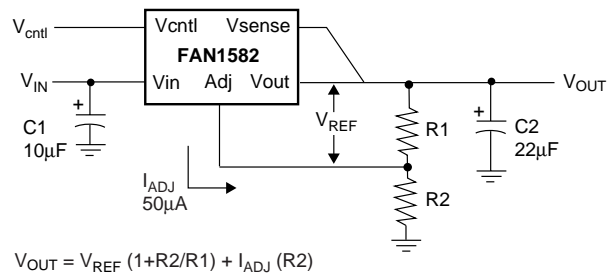 Vcntl
Vcntl Vsense
FAN1582
VIN
Vin Adj Vout
VOUT
+
C1
10µF
VREF
R1
+
C2
22µF
IADJ
50µA
R2
VOUT = VREF (1+R2/R1) + IADJ (R2)